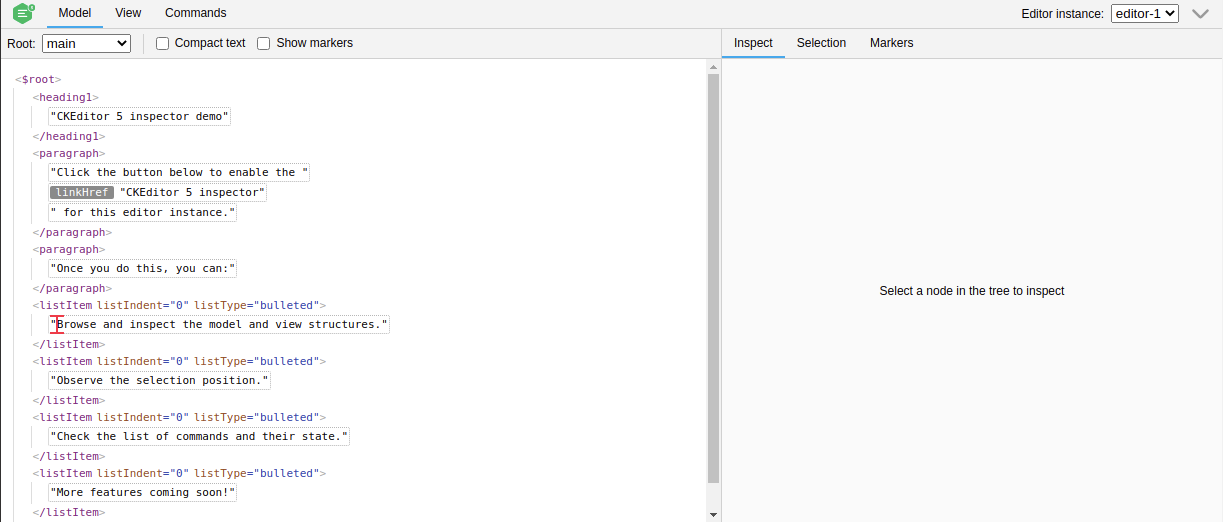 Model View Commands Editor instance: editor-1
Root: main Compact text Show markers Inspect Selection Markers
<$root>
<heading1>
"CKEditor 5 inspector demo"
</heading1>
<paragraph>
"Click the button below to enable the "
linkHref "CKEditor 5 inspector"
" for this editor instance."
</paragraph>
<paragraph>
"Once you do this, you can:"
</paragraph>
<listItem listIndent="0" listType="bulleted">
"Browse and inspect the model and view structures."
</listItem>
<listItem listIndent="0" listType="bulleted">
"Observe the selection position."
</listItem>
<listItem listIndent="0" listType="bulleted">
"Check the list of commands and their state."
</listItem>
<listItem listIndent="0" listType="bulleted">
"More features coming soon!"
</listItem>
Select a node in the tree to inspect